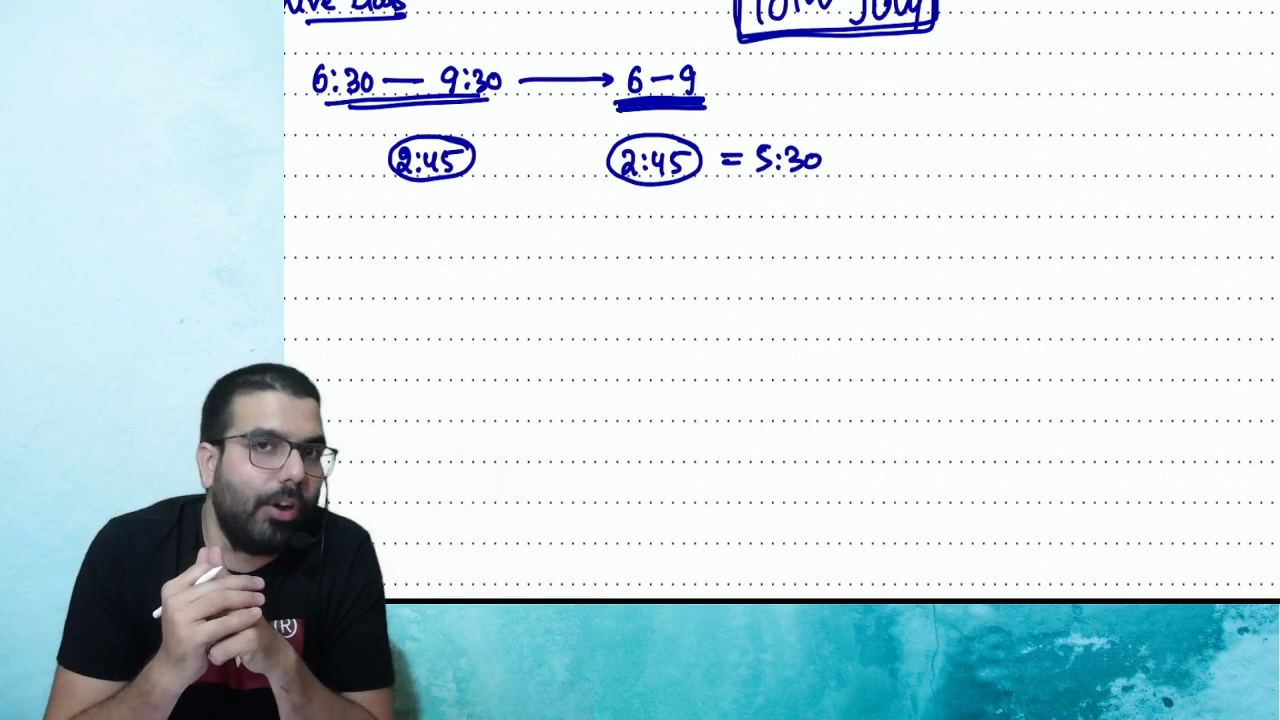 6:30 — 9:30 → 6 – 9
2:45 2:45 = 5:30
(R)